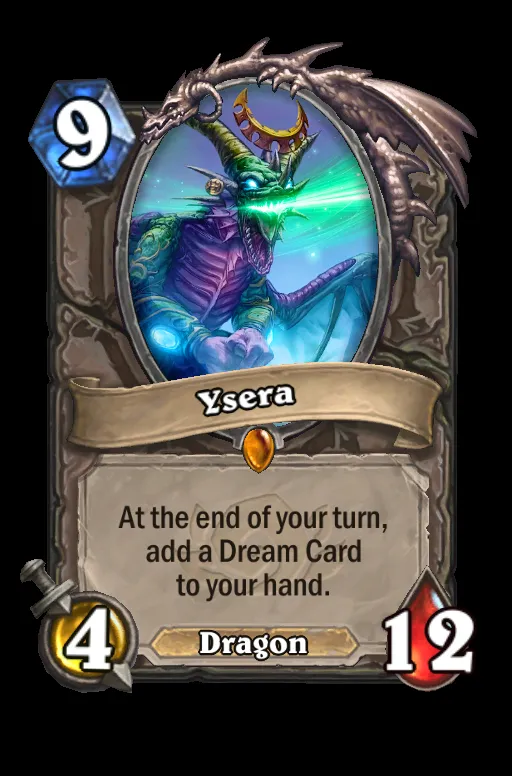 9
Ysera
At the end of your turn,
add a Dream Card
to your hand.
4
Dragon
12